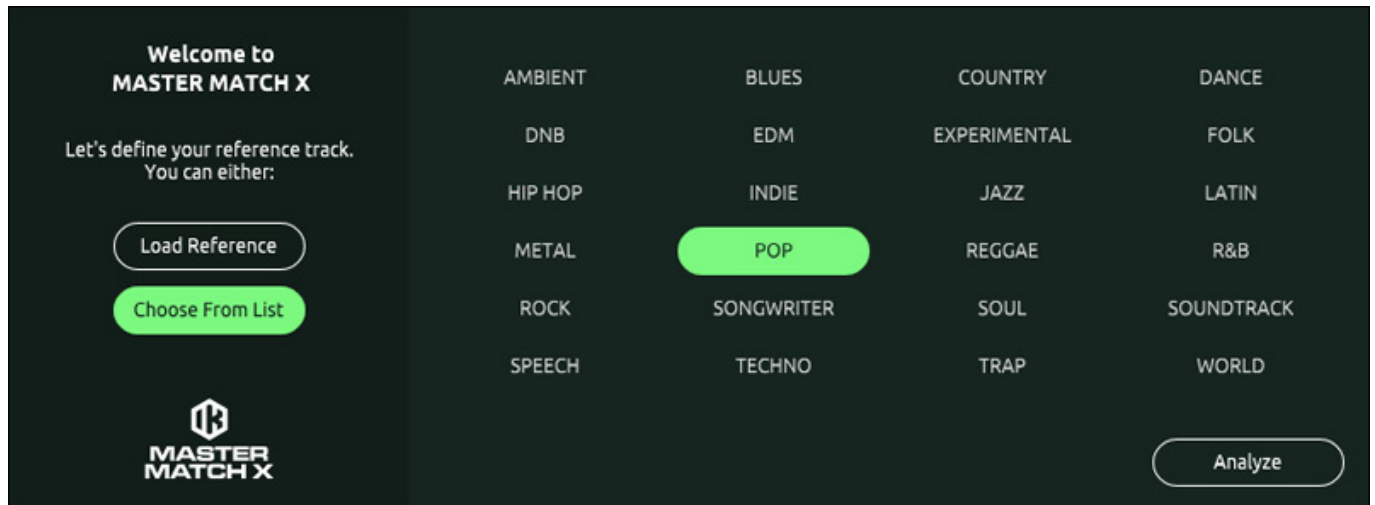 Welcome to
MASTER MATCH X
Let's define your reference track.
You can either:
Load Reference
Choose From List
MASTER
MATCH X
AMBIENT BLUES COUNTRY DANCE
DNB EDM EXPERIMENTAL FOLK
HIP HOP INDIE JAZZ LATIN
METAL POP REGGAE R&B
ROCK SONGWRITER SOUL SOUNDTRACK
SPEECH TECHNO TRAP WORLD
Analyze